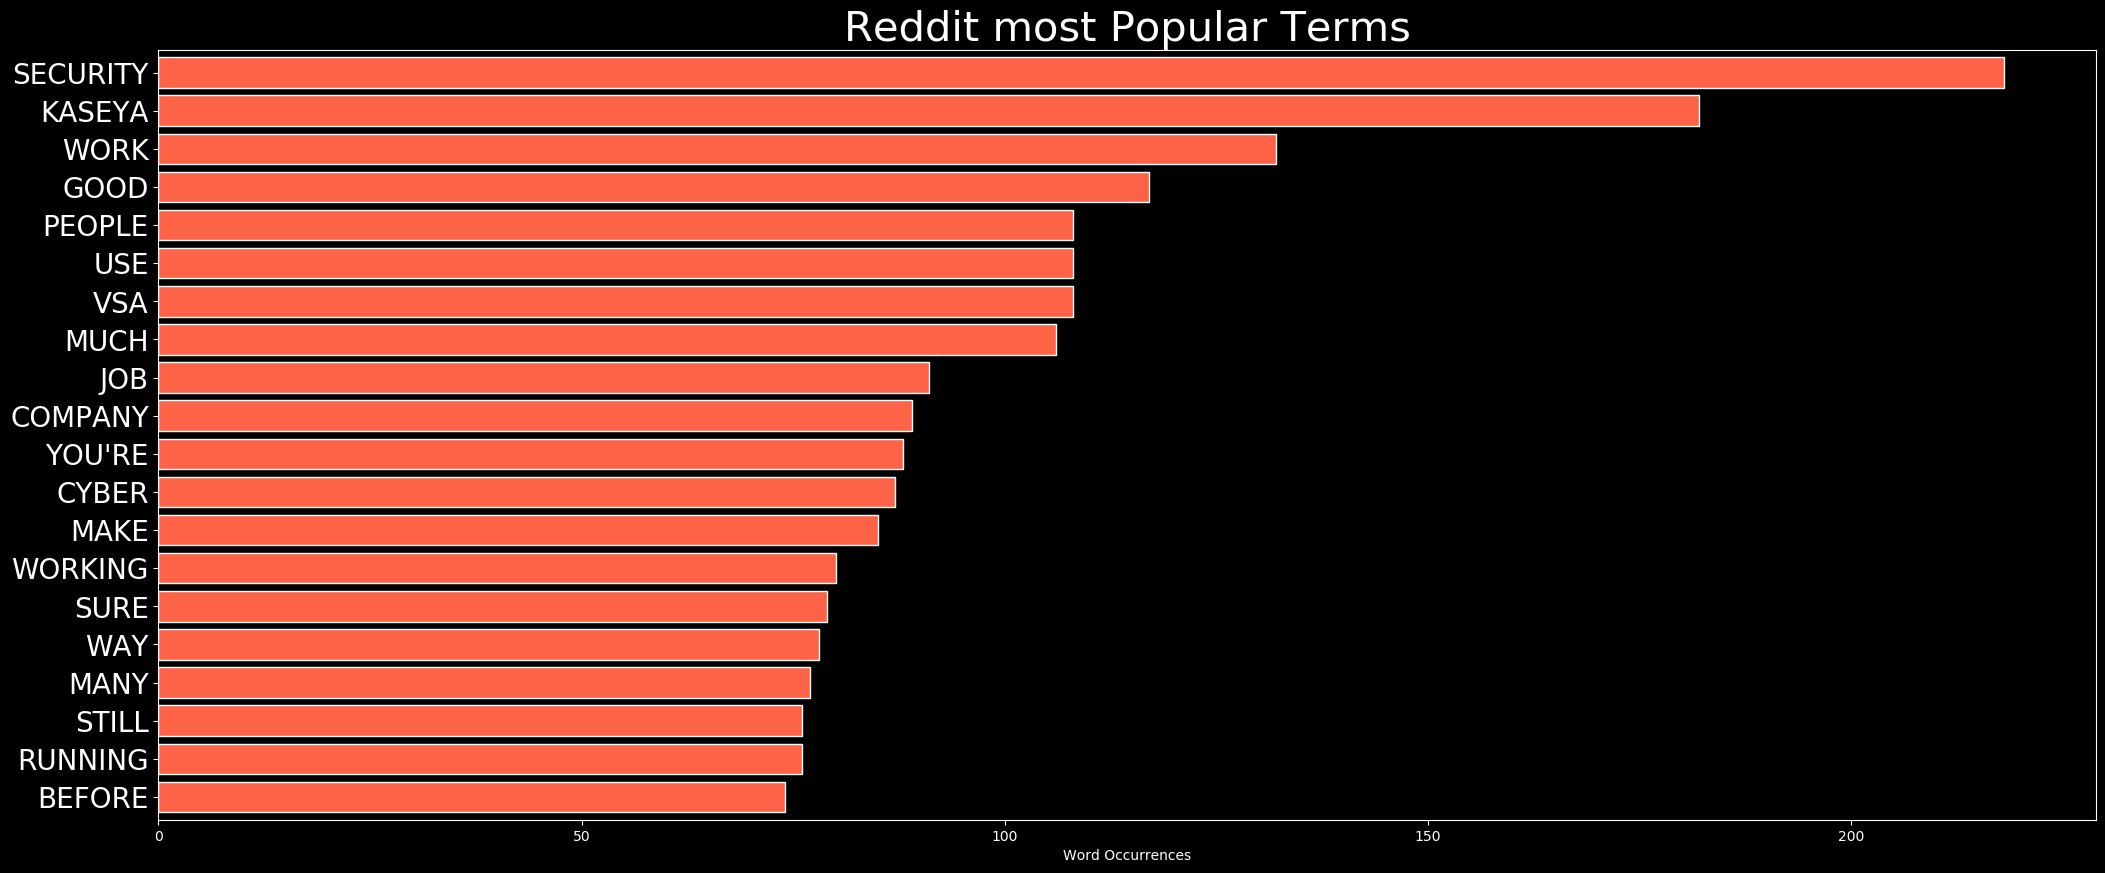 Reddit most Popular Terms
SECURITY
KASEYA
WORK
GOOD
PEOPLE
USE
VSA
MUCH
JOB
COMPANY
YOU'RE
CYBER
MAKE
WORKING
SURE
WAY
MANY
STILL
RUNNING
BEFORE
0 50 100 150 200
Word Occurrences